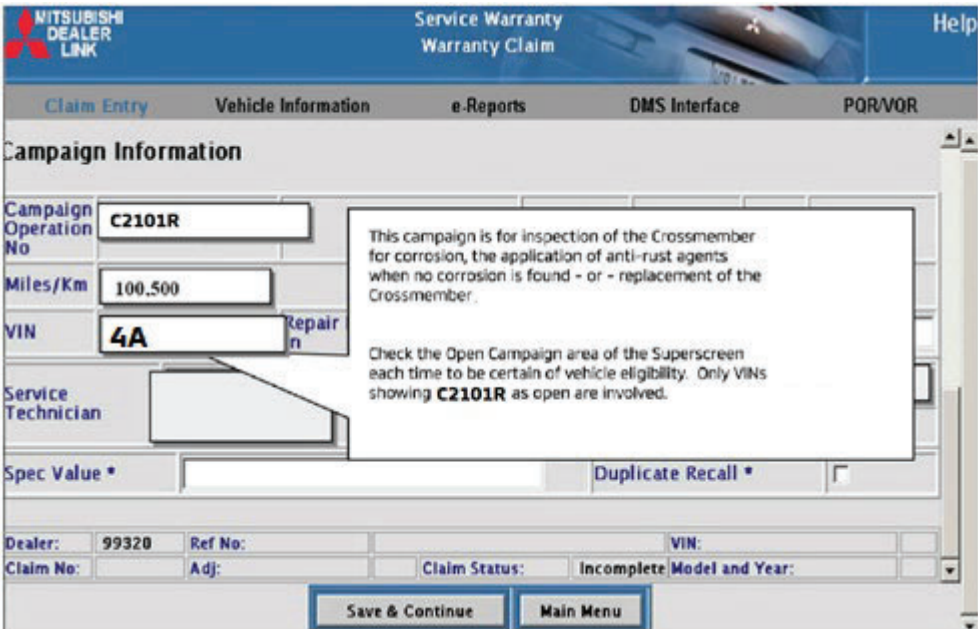 MITSUBISHI
DEALER
LINK
Service Warranty
Warranty Claim
Help
Claim Entry Vehicle Information e-Reports DMS Interface PQR/VQR
Campaign Information
Campaign
Operation
No
C2101R
Miles/Km 100,500
VIN 4A Repair
n
This campaign is for inspection of the Crossmember
for corrosion, the application of anti-rust agents
when no corrosion is found - or - replacement of the
Crossmember.
Check the Open Campaign area of the Superscreen
each time to be certain of vehicle eligibility. Only VINs
showing C2101R as open are involved.
Service
Technician
Spec Value * Duplicate Recall *
Dealer: 99320 Ref No: VIN:
Claim No: Adj: Claim Status: Incomplete Model and Year:
Save & Continue Main Menu